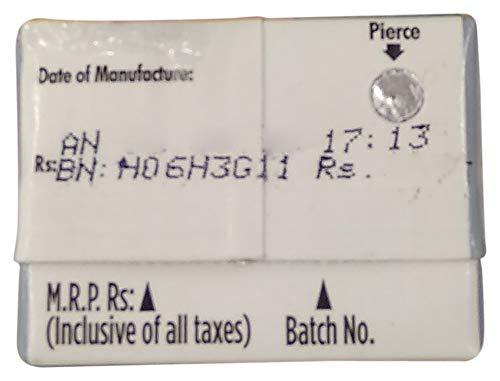 Pierce
Date of Manufacture:
AN 17:13
Rs: BN: H06H3G11 Rs.
M.R.P. Rs:
(Inclusive of all taxes) Batch No.